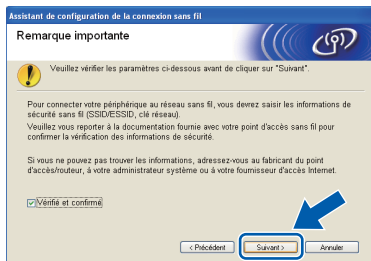 Assistant de configuration de la connexion sans fil
Remarque importante
Veuillez vérifier les paramètres ci-dessous avant de cliquer sur "Suivant".
Pour connecter votre périphérique au réseau sans fil, vous devrez saisir les informations de
sécurité sans fil (SSID/ESSID, clé réseau).
Veuillez vous reporter à la documentation fournie avec votre point d'accès sans fil pour
confirmer la vérification des informations de sécurité.
Si vous ne pouvez pas trouver les informations, adressez-vous au fabricant du point
d'accès/routeur, à votre administrateur système ou à votre fournisseur d'accès Internet.
Vérifié et confirmé
< Précédent
Suivant >
Annuler